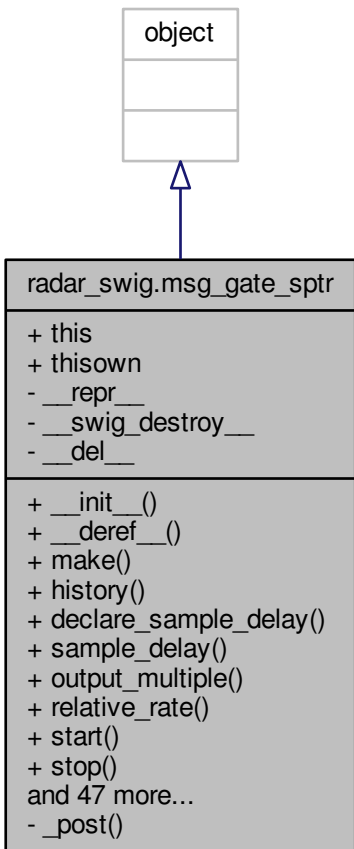 object
radar_swig.msg_gate_sptr
+ this
+ thisown
- __repr__
- __swig_destroy__
- __del__
+ __init__()
+ __deref__()
+ make()
+ history()
+ declare_sample_delay()
+ sample_delay()
+ output_multiple()
+ relative_rate()
+ start()
+ stop()
and 47 more...
- _post()